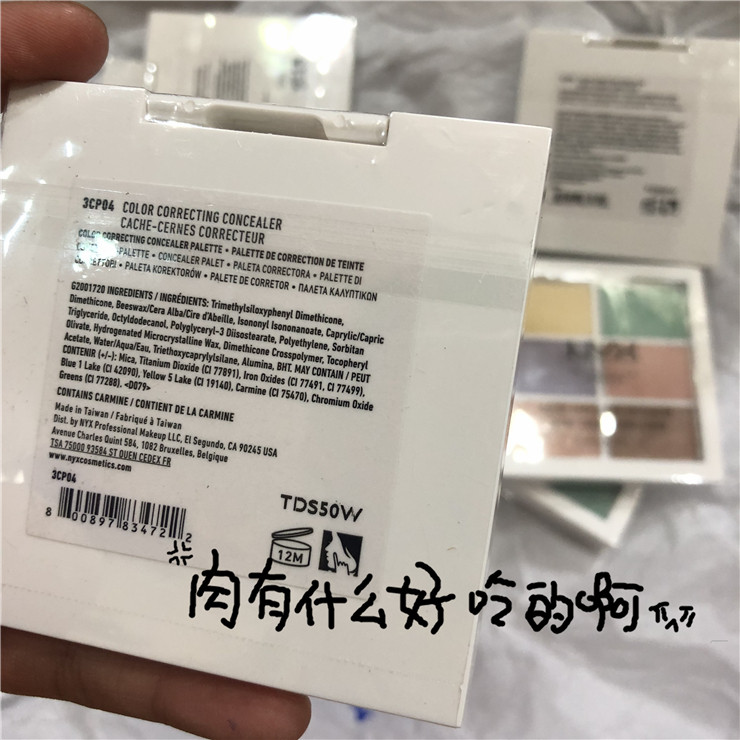 3CP04 COLOR CORRECTING CONCEALER
CACHE-CERNES CORRECTEUR
COLOR CORRECTING CONCEALER PALETTE • PALETTE DE CORRECTION DE TEINTE
-PALETTE • CONCEALER PALET • PALETA CORRECTORA • PALETTE DI
CORRETTORI • PALETA KOREKTORÓW • PALETE DE CORRETOR • ΠΑΛΕΤΑ ΚΑΛΥΠΤΙΚΩΝ
G2001720 INGREDIENTS / INGRÉDIENTS: Trimethylsiloxyphenyl Dimethicone,
Dimethicone, Beeswax/Cera Alba/Cire d'Abeille, Isononyl Isononanoate, Caprylic/Capric
Triglyceride, Octyldodecanol, Polyglyceryl-3 Diisostearate, Polyethylene, Sorbitan
Olivate, Hydrogenated Microcrystalline Wax, Dimethicone Crosspolymer, Tocopheryl
Acetate, Water/Aqua/Eau, Triethoxycaprylylsilane, Alumina, BHT. MAY CONTAIN / PEUT
CONTENIR (+/-): Mica, Titanium Dioxide (CI 77891), Iron Oxides (CI 77491, CI 77499),
Blue 1 Lake (CI 42090), Yellow 5 Lake (CI 19140), Carmine (CI 75470), Chromium Oxide
Greens (CI 77288). <D079>
CONTAINS CARMINE / CONTIENT DE LA CARMINE
Made in Taiwan / Fabriqué à Taiwan
Dist. by NYX Professional Makeup LLC, El Segundo, CA 90245 USA
Avenue Charles Quint 584, 1082 Bruxelles, Belgique
TSA 75000 93584 ST OUEN CEDEX FR
www.nyxcosmetics.com
3CP04
8 00897 83472 2
TDS50W
12M
肉有什么好吃的啊